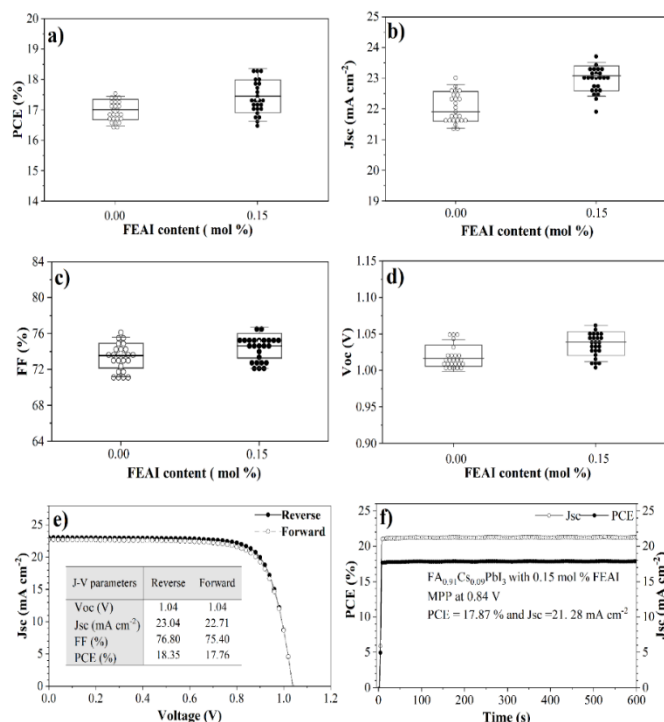 a)
20
19
18
17
16
15
14
PCE (%)
0.00 0.15
FEAI content ( mol %)
b)
25
24
23
22
21
20
19
Jsc (mA cm⁻²)
0.00 0.15
FEAI content (mol %)
c)
84
80
76
72
68
64
FF (%)
0.00 0.15
FEAI content ( mol %)
d)
1.15
1.10
1.05
1.00
0.95
0.90
Voc (V)
0.00 0.15
FEAI content ( mol %)
e)
30
25
20
15
10
5
0
Jsc (mA cm⁻²)
Reverse
Forward
J-V parameters Reverse Forward
Voc (V) 1.04 1.04
Jsc (mA cm⁻²) 23.04 22.71
FF (%) 76.80 75.40
PCE (%) 18.35 17.76
0.0 0.2 0.4 0.6 0.8 1.0 1.2
Voltage (V)
f)
Jsc PCE
30
25
20
15
10
5
0
PCE (%)
FA₀.₉₁Cs₀.₀₉PbI₃ with 0.15 mol % FEAI
MPP at 0.84 V
PCE = 17.87 % and Jsc =21. 28 mA cm⁻²
30
25
20
15
10
5
0
Jsc (mA cm⁻²)
0 100 200 300 400 500 600
Time (s)